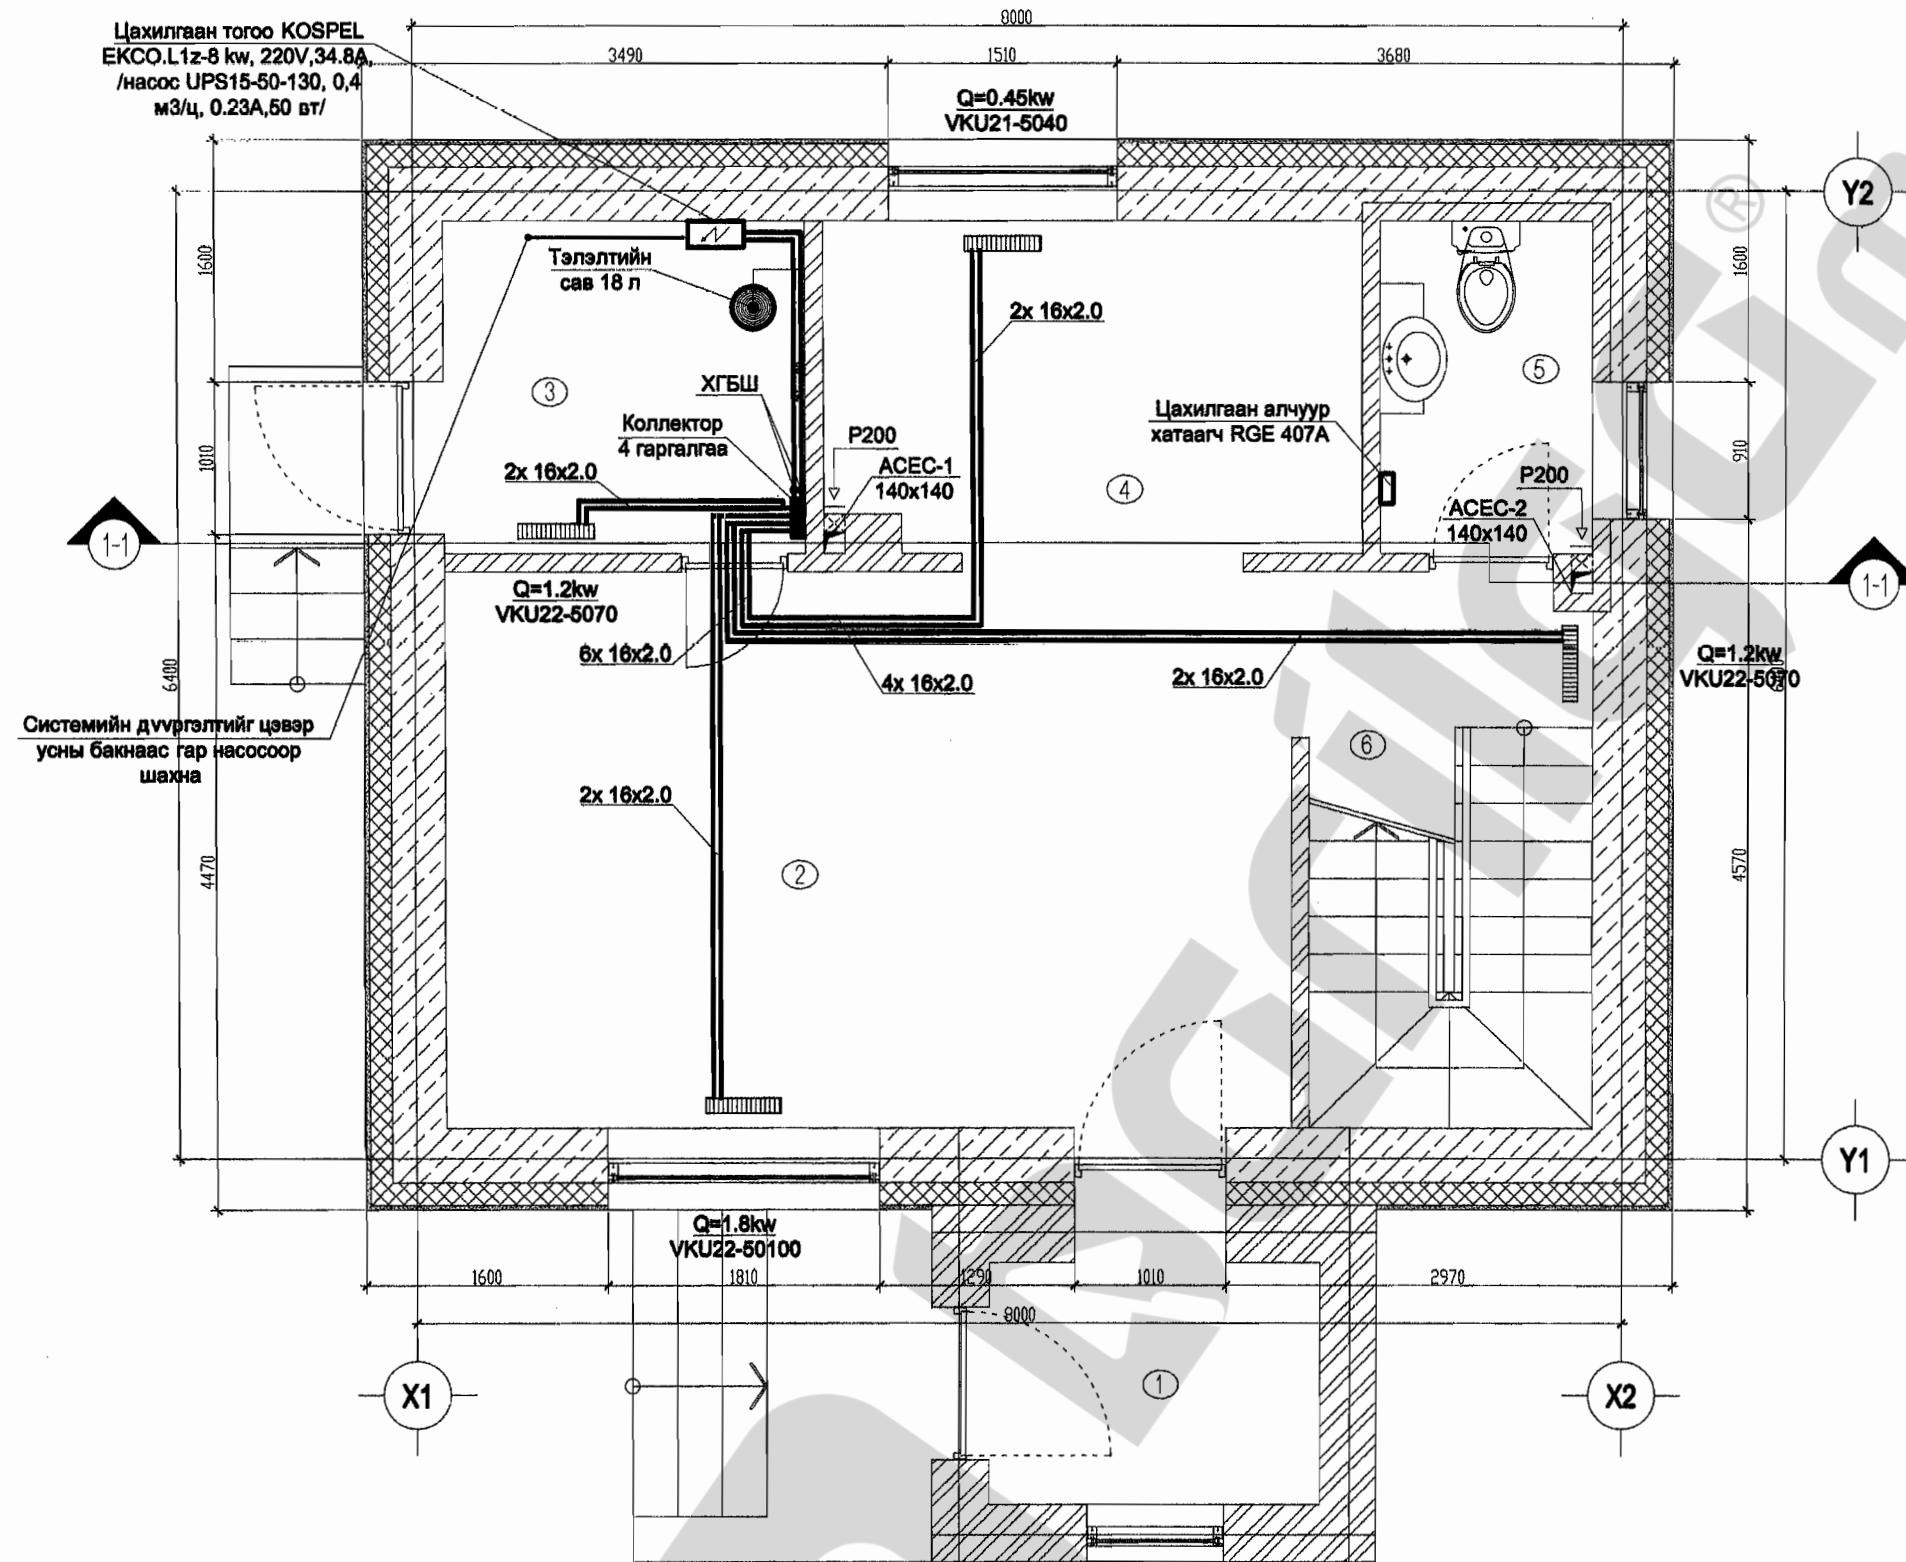 8000
Цахилгаан тогоо KOSPEL
EKCO.L1z-8 kw, 220V,34.8A,
/насос UPS15-50-130, 0,4
м3/ц, 0.23А,50 вт/
3490
1510
3680
Q=0.45kw
VKU21-5040
Y2
®
1600
1600
Тэлэлтийн
сав 18 л
2x 16x2.0
3
5
ХГБШ
Коллектор
4 гаргалгаа
Цахилгаан алчуур
хатаагч RGE 407A
P200
АСЕС-1
140x140
1010
910
2x 16x2.0
4
P200
АСЕС-2
140x140
1-1
1-1
Q=1.2kw
VKU22-5070
6x 16x2.0
4x 16x2.0
2x 16x2.0
Q=1.2kw
VKU22-5070
6400
Системийн дvvргэлтийг цэвэр
усны бакнаас гар насосоор
шахна
6
2x 16x2.0
2
4470
4570
Y1
Q=1.8kw
VKU22-50100
1600
1810
1290
1010
2970
8000
X1
1
X2